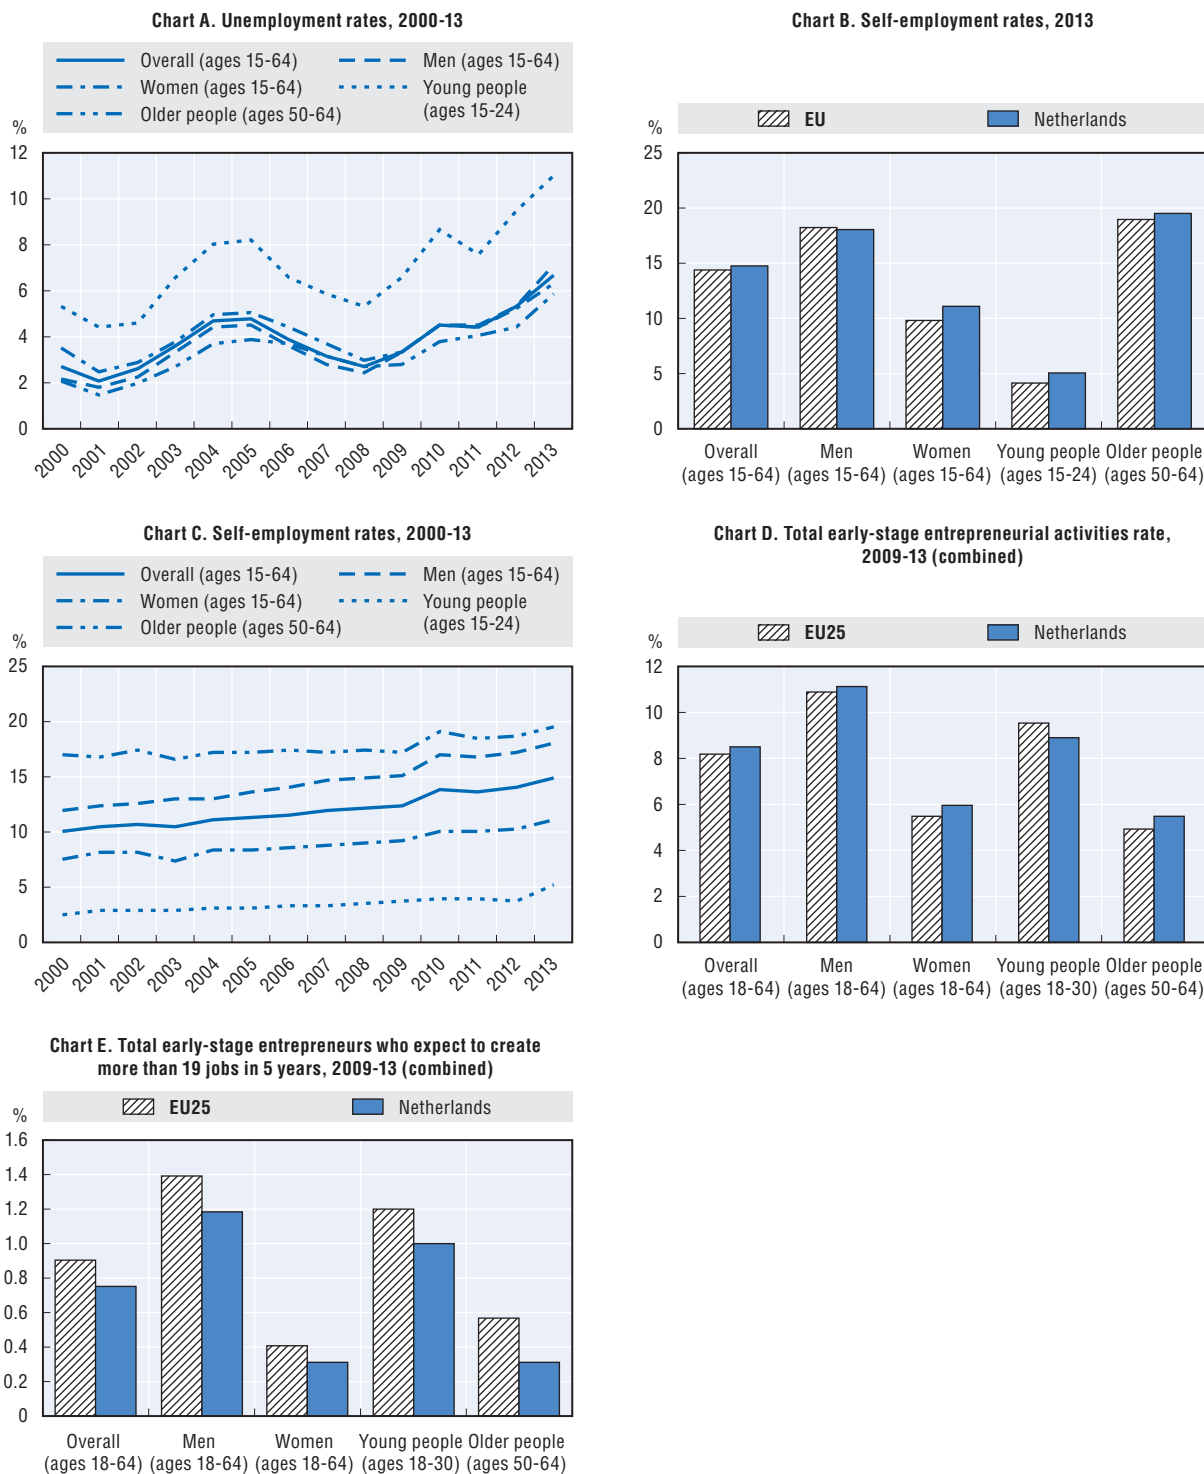 Chart A. Unemployment rates, 2000-13
Overall (ages 15-64)
Men (ages 15-64)
Women (ages 15-64)
Young people
(ages 15-24)
Older people (ages 50-64)
%
12
10
8
6
4
2
0
2000
2001
2002
2003
2004
2005
2006
2007
2008
2009
2010
2011
2012
2013
Chart B. Self-employment rates, 2013
EU
Netherlands
%
25
20
15
10
5
0
Overall Men Women Young people Older people
(ages 15-64) (ages 15-64) (ages 15-64) (ages 15-24) (ages 50-64)
Chart C. Self-employment rates, 2000-13
Overall (ages 15-64)
Men (ages 15-64)
Women (ages 15-64)
Young people
(ages 15-24)
Older people (ages 50-64)
%
25
20
15
10
5
0
2000
2001
2002
2003
2004
2005
2006
2007
2008
2009
2010
2011
2012
2013
Chart D. Total early-stage entrepreneurial activities rate,
2009-13 (combined)
EU25
Netherlands
%
12
10
8
6
4
2
0
Overall Men Women Young people Older people
(ages 18-64) (ages 18-64) (ages 18-64) (ages 18-30) (ages 50-64)
Chart E. Total early-stage entrepreneurs who expect to create
more than 19 jobs in 5 years, 2009-13 (combined)
EU25
Netherlands
%
1.6
1.4
1.2
1.0
0.8
0.6
0.4
0.2
0
Overall Men Women Young people Older people
(ages 18-64) (ages 18-64) (ages 18-64) (ages 18-30) (ages 50-64)